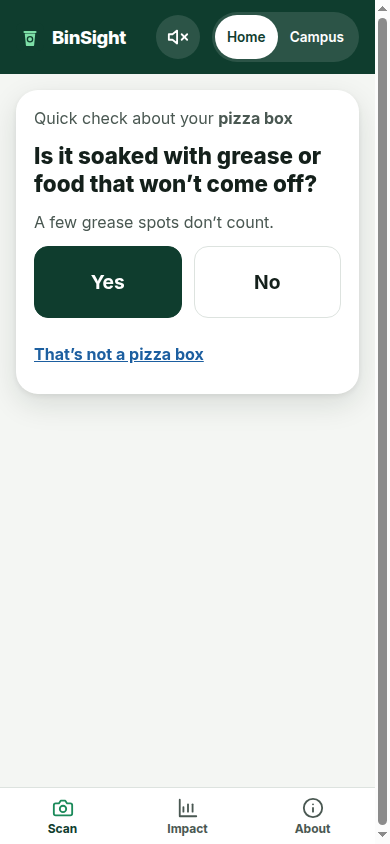 BinSight
Home
Campus
Quick check about your pizza box
Is it soaked with grease or
food that won’t come off?
A few grease spots don’t count.
Yes
No
That’s not a pizza box
Scan
Impact
About